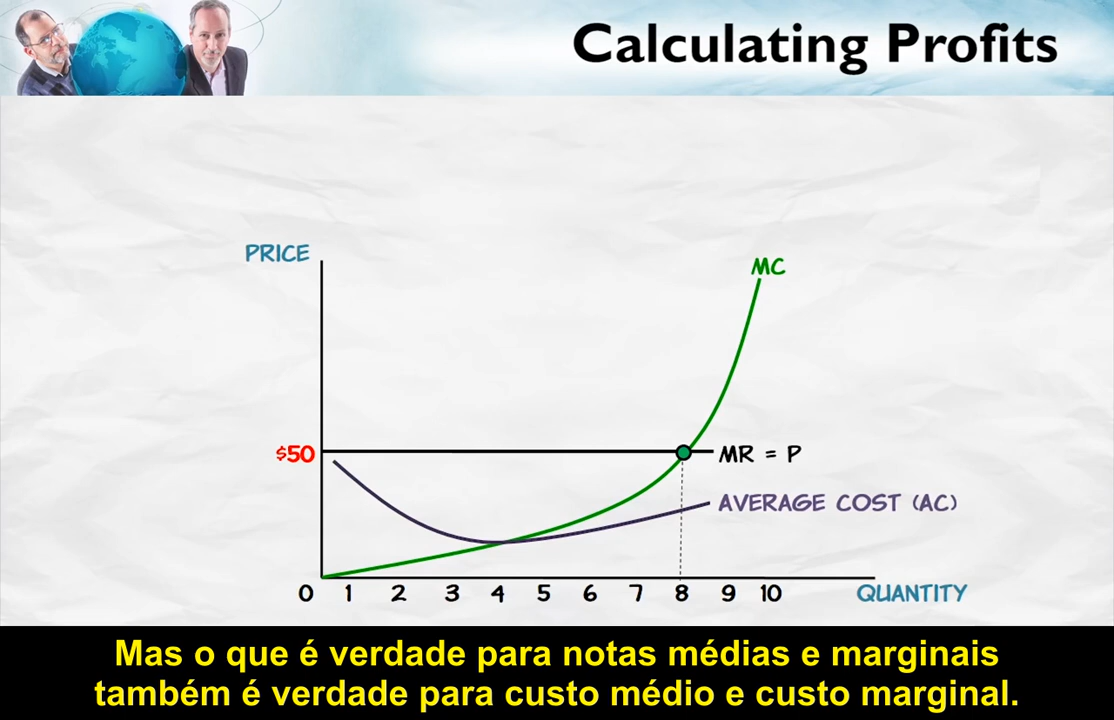 Calculating Profits
PRICE
MC
$50
MR = P
AVERAGE COST (AC)
0 1 2 3 4 5 6 7 8 9 10 QUANTITY
Mas o que é verdade para notas médias e marginais
também é verdade para custo médio e custo marginal.